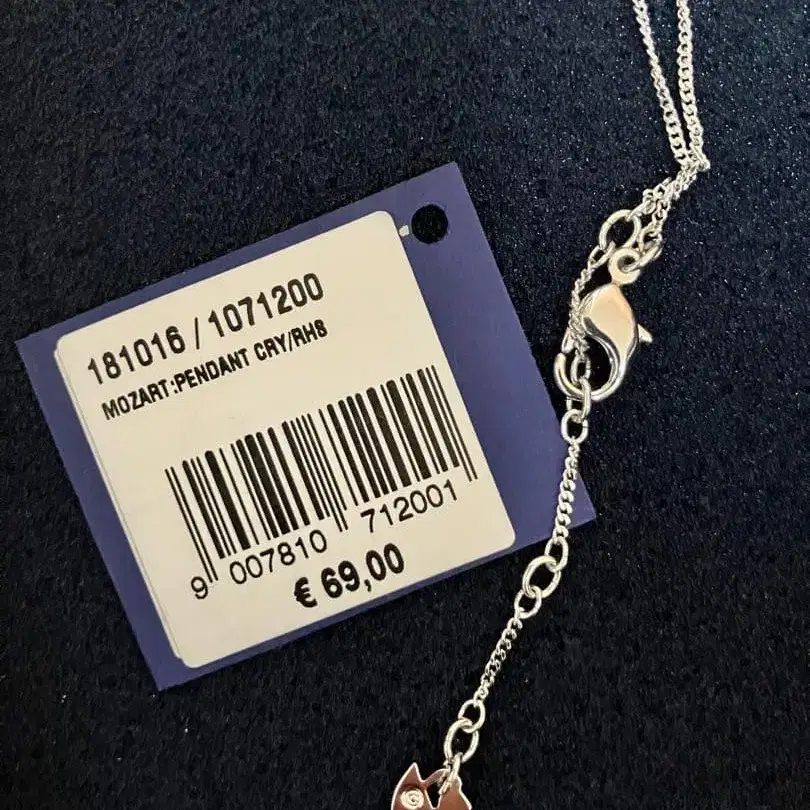 181016 / 1071200
MOZART:PENDANT CRY/RHS
9 007810 712001
€ 69,00